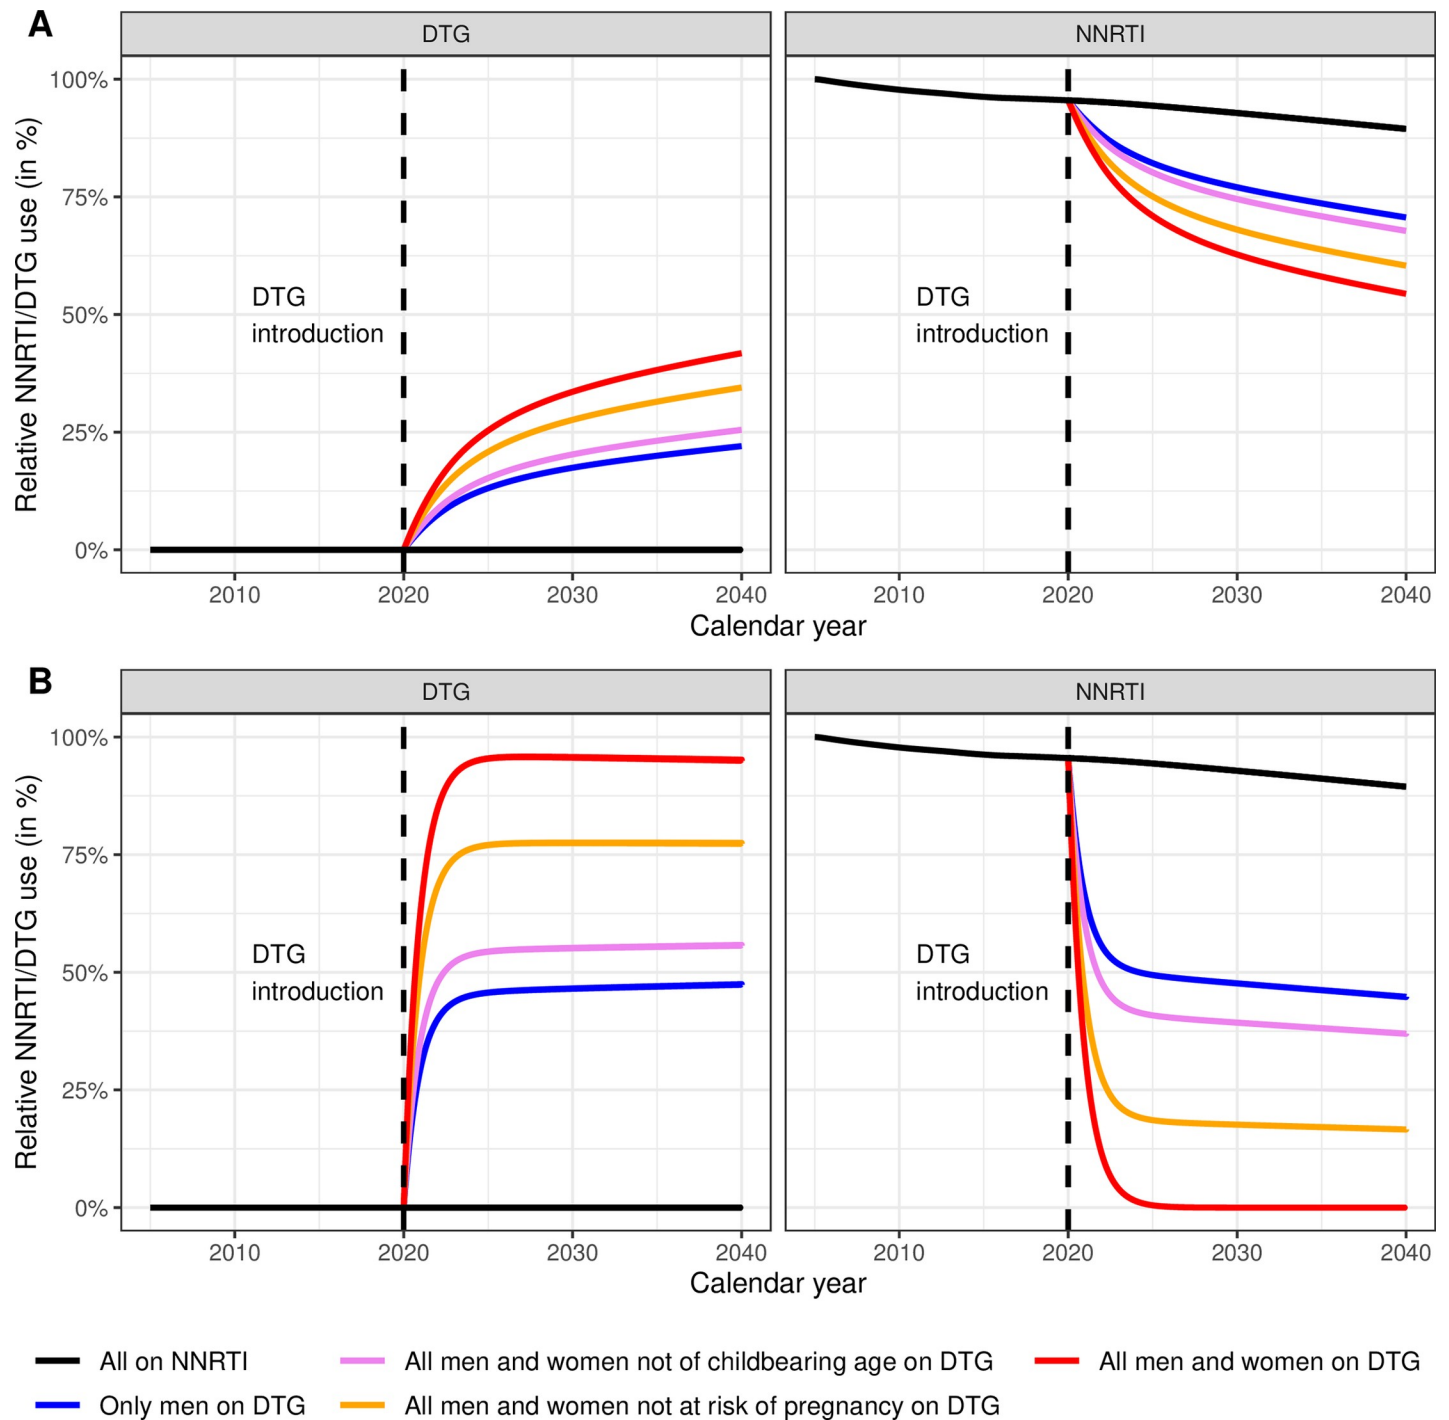 A
DTG
NNRTI
Relative NNRTI/DTG use (in %)
100%
75%
50%
25%
0%
DTG
introduction
DTG
introduction
2010
2020
2030
2040
2010
2020
2030
2040
Calendar year
B
DTG
NNRTI
Relative NNRTI/DTG use (in %)
100%
75%
50%
25%
0%
DTG
introduction
DTG
introduction
2010
2020
2030
2040
2010
2020
2030
2040
Calendar year
All on NNRTI
All men and women not of childbearing age on DTG
All men and women on DTG
Only men on DTG
All men and women not at risk of pregnancy on DTG